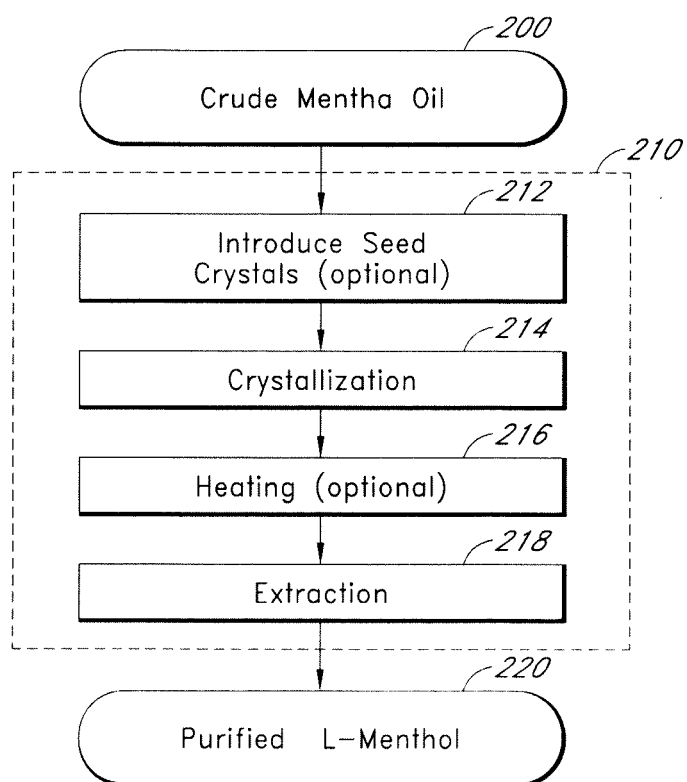 200
Crude Mentha Oil
210
212
Introduce Seed
Crystals (optional)
214
Crystallization
216
Heating (optional)
218
Extraction
220
Purified L-Menthol